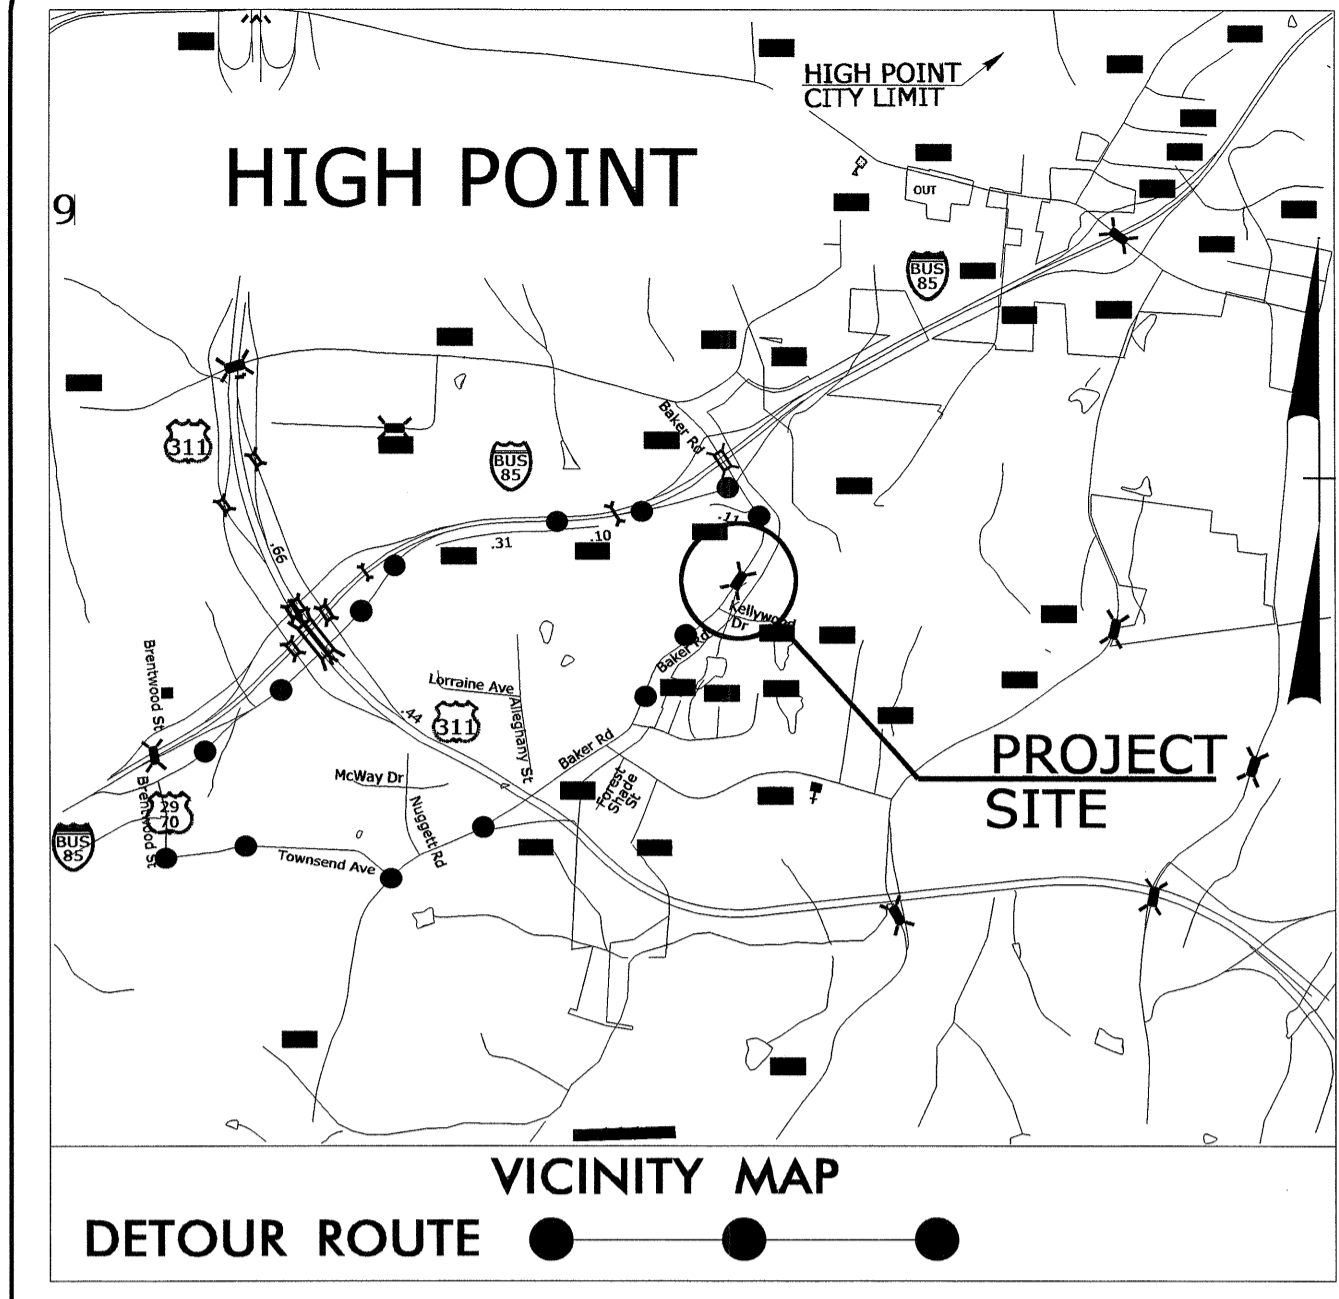 HIGH POINT
CITY LIMIT
HIGH POINT
9
OUT
BUS
85
Baker Rd
311
BUS
85
.11
.31
.10
.66
Kellywood
Dr
Baker Rd
Brentwood St
Lorraine Ave
Alleghany St
311
.44
Baker Rd
PROJECT
SITE
McWay Dr
Forest
Shade
St
Nuggett Rd
Brentwood St
29
70
BUS
85
Townsend Ave
VICINITY MAP
DETOUR ROUTE